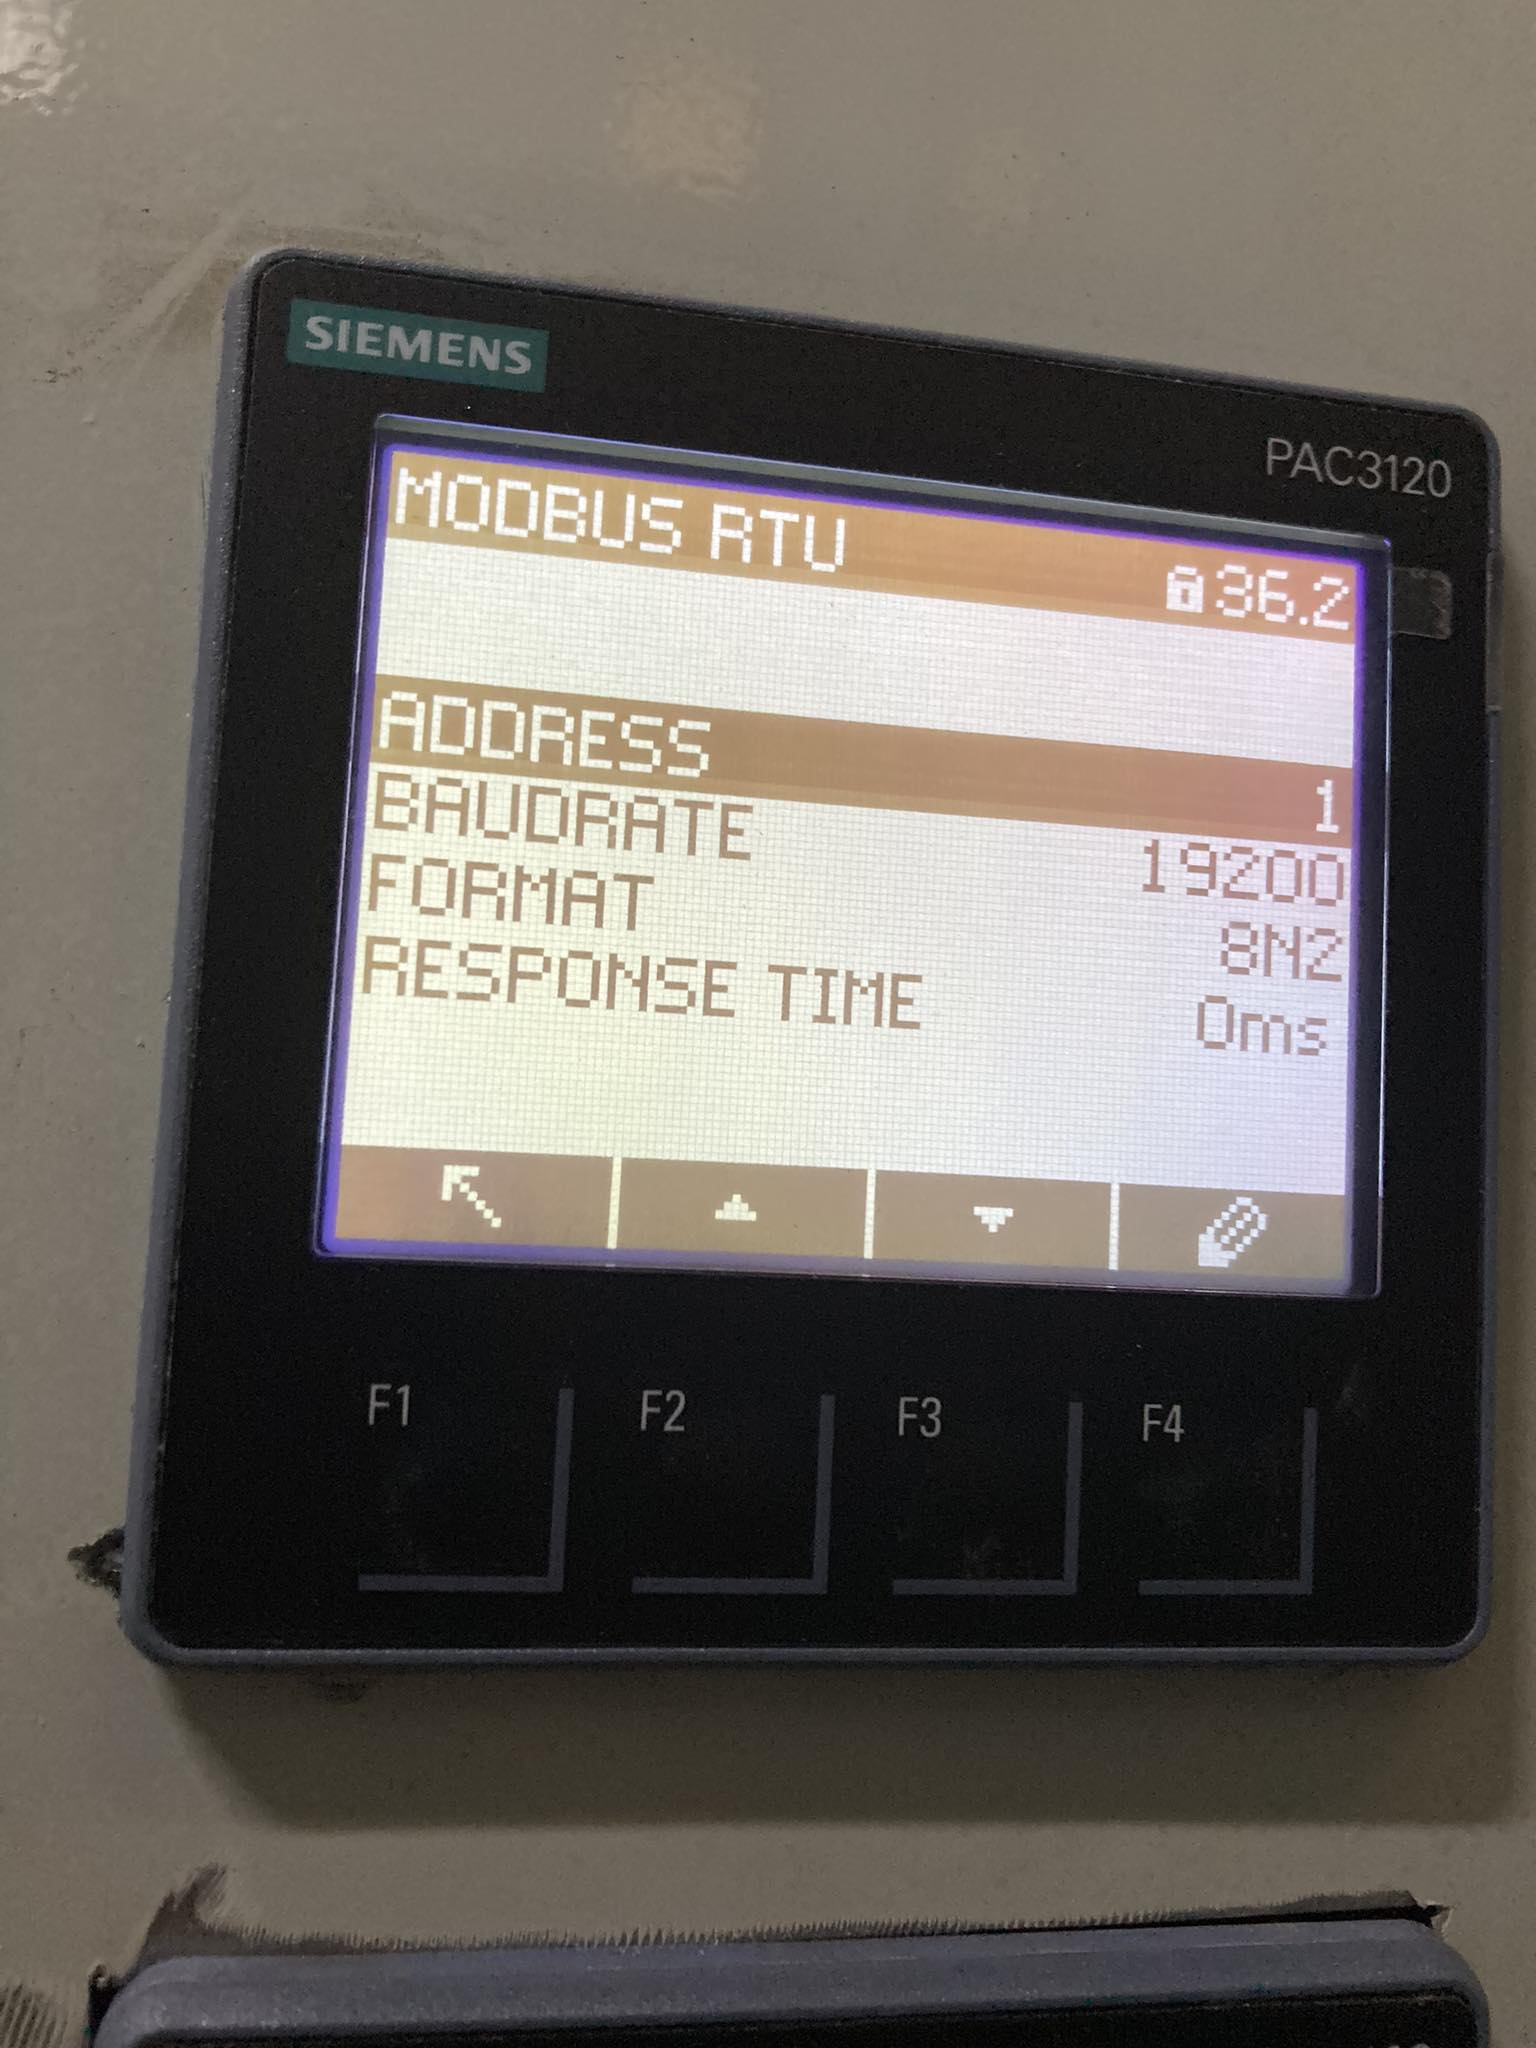 SIEMENS
PAC3120
MODBUS RTU 36.2
ADDRESS 1
BAUDRATE 19200
FORMAT 8N2
RESPONSE TIME 0ms
F1 F2 F3 F4